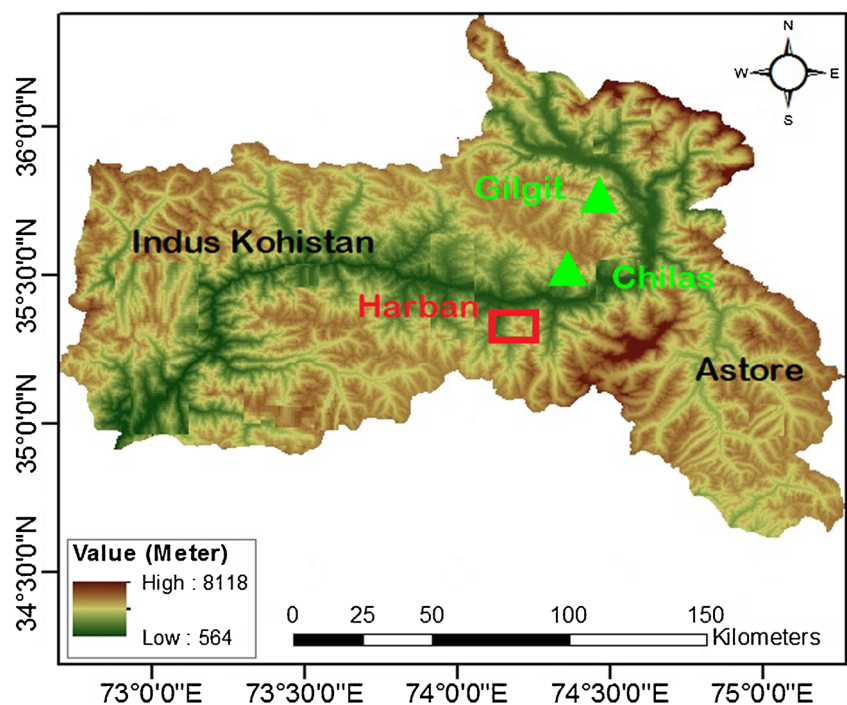 N
W E
S
36°0'0"N
35°30'0"N
35°0'0"N
34°30'0"N
Gilgit
Indus Kohistan
Chilas
Harban
Astore
Value (Meter)
High : 8118
Low : 564
0 25 50 100 150
Kilometers
73°0'0"E 73°30'0"E 74°0'0"E 74°30'0"E 75°0'0"E